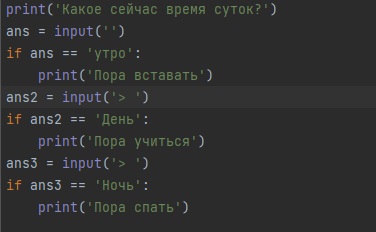 print('Какое сейчас время суток?')
ans = input('')
if ans == 'утро':
    print('Пора вставать')
ans2 = input('> ')
if ans2 == 'День':
    print('Пора учиться')
ans3 = input('> ')
if ans3 == 'Ночь':
    print('Пора спать')